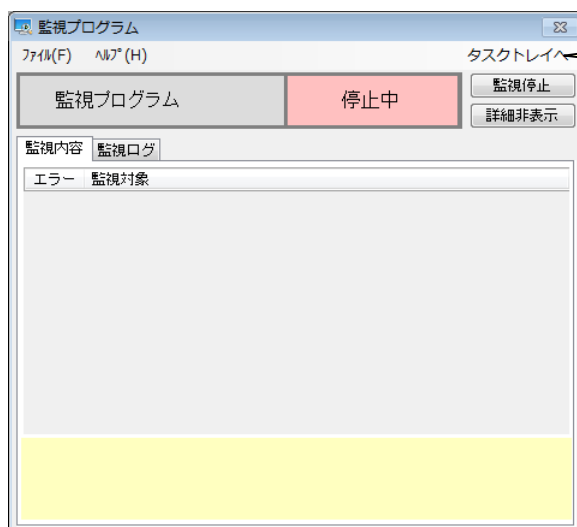 監視プログラム
ﾌｧｲﾙ(F) ﾍﾙﾌﾟ(H) タスクトレイへ
監視プログラム 停止中 監視停止
詳細非表示
監視内容 監視ログ
エラー 監視対象